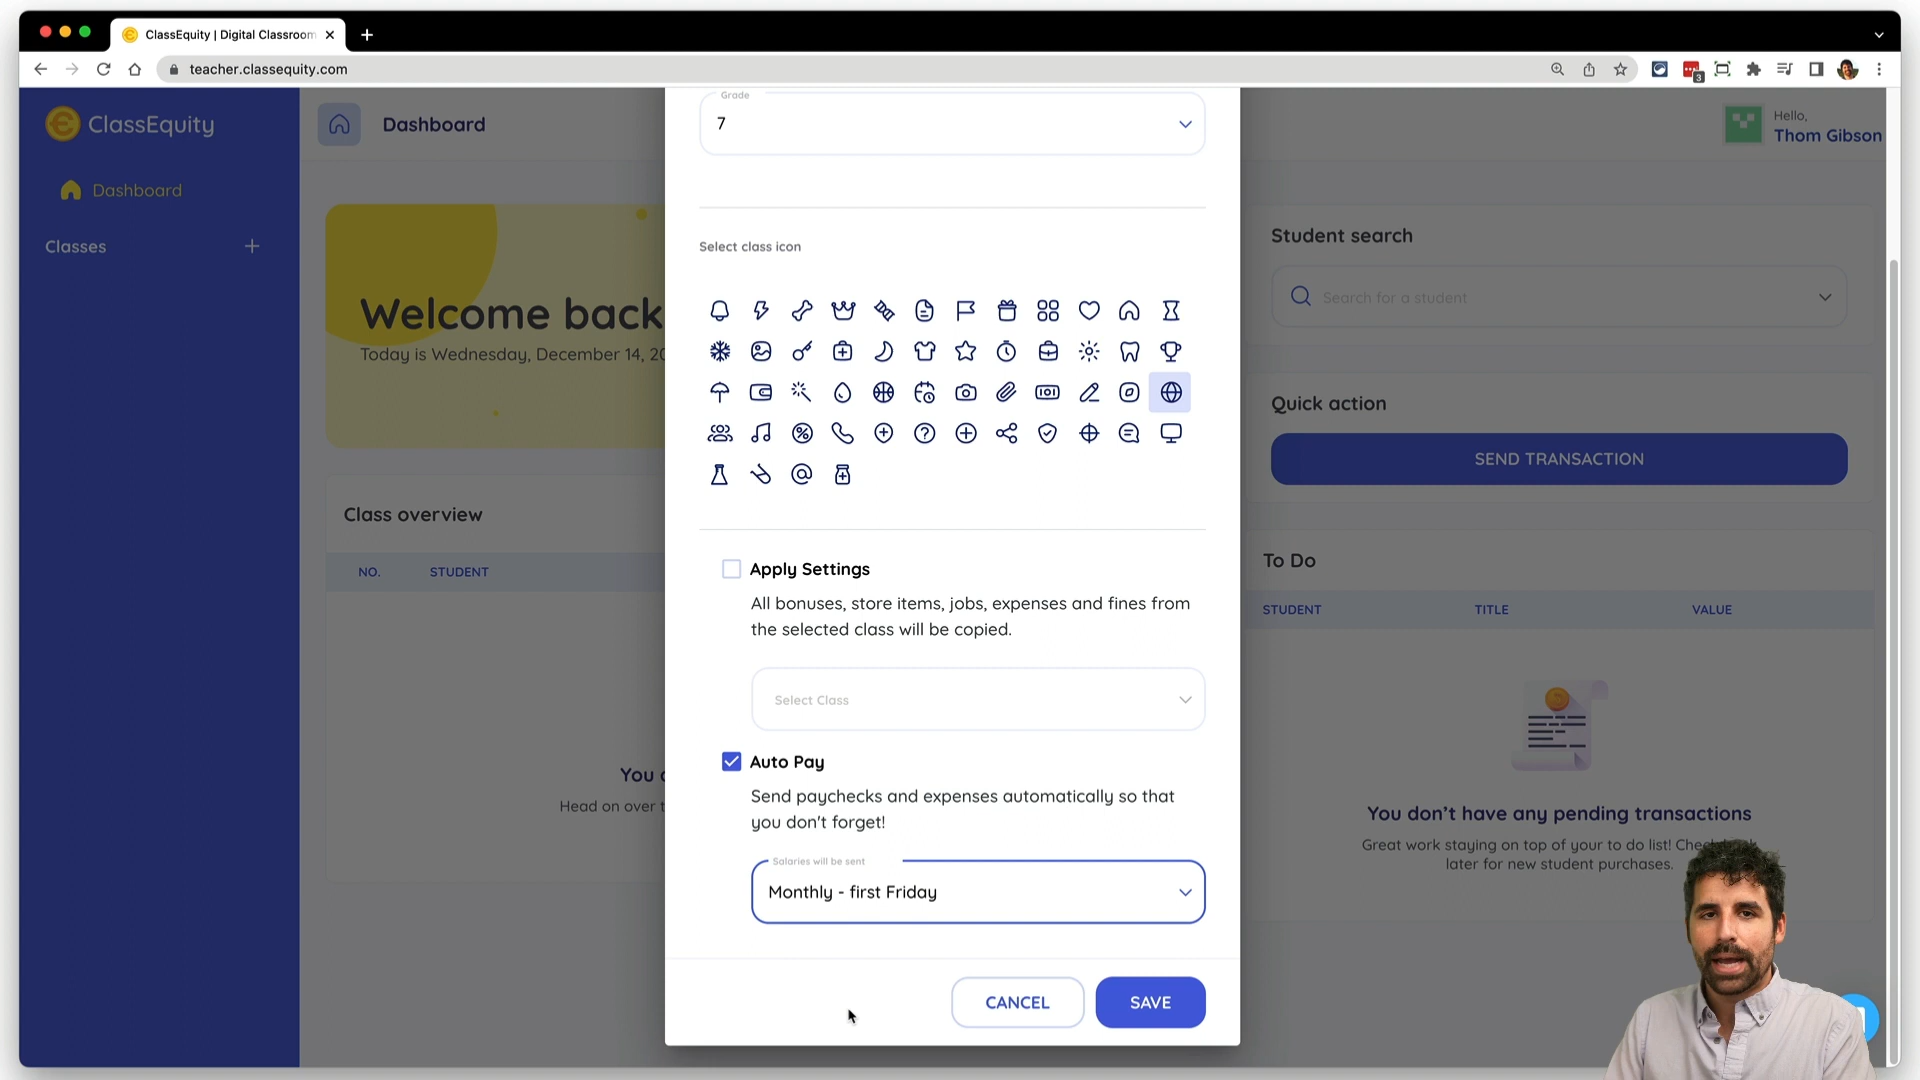 ClassEquity | Digital Classroom
teacher.classequity.com
3
ClassEquity
Dashboard
Hello,
Thom Gibson
Dashboard
Classes
Welcome back
Today is Wednesday, December 14, 20
Class overview
NO. STUDENT
You
Head on over t
Grade
7
Select class icon
Apply Settings
All bonuses, store items, jobs, expenses and fines from
the selected class will be copied.
Select Class
Auto Pay
Send paychecks and expenses automatically so that
you don't forget!
Salaries will be sent
Monthly - first Friday
CANCEL
SAVE
Student search
Search for a student
Quick action
SEND TRANSACTION
To Do
STUDENT TITLE VALUE
You don’t have any pending transactions
Great work staying on top of your to do list! Check back
later for new student purchases.